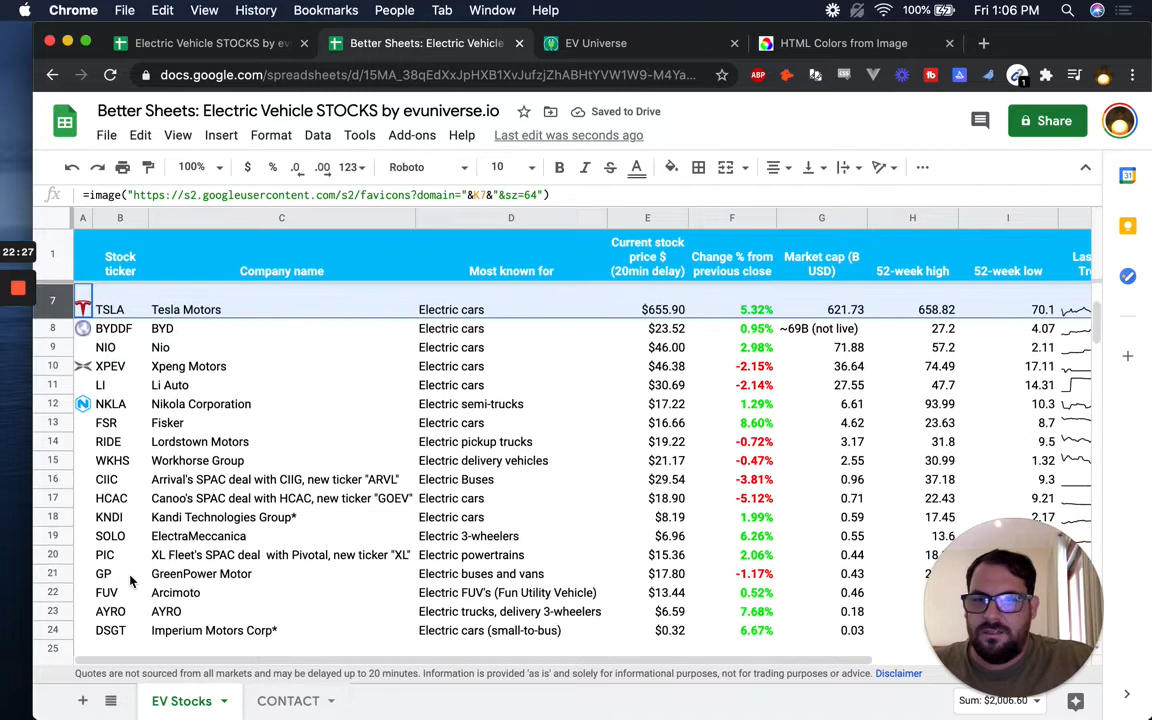 File Edit View History Bookmarks People Tab Window Help 100% Fri 1:06 PM
Electric Vehicle STOCKS by ev × Better Sheets: Electric Vehicle × EV Universe × HTML Colors from Image × +
docs.google.com/spreadsheets/d/15MA_38qEdXxJpHXB1XvJufzjZhABHtYVW1W9-M4Ya... ABP 1
Better Sheets: Electric Vehicle STOCKS by evuniverse.io Saved to Drive
Share
File Edit View Insert Format Data Tools Add-ons Help Last edit was seconds ago
100% $ % .0 .00 123 Roboto 10 B I S A
fx =image("https://s2.googleusercontent.com/s2/favicons?domain="&K7&"&sz=64")
A B C D E F G H I
22:27
1 Stock ticker Company name Most known for Current stock price $ (20min delay) Change % from previous close Market cap (B USD) 52-week high 52-week low Las Tr
7 TSLA Tesla Motors Electric cars $655.90 5.32% 621.73 658.82 70.1
8 BYDDF BYD Electric cars $23.52 0.95% ~69B (not live) 27.2 4.07
9 NIO Nio Electric cars $46.00 2.98% 71.88 57.2 2.11
10 XPEV Xpeng Motors Electric cars $46.38 -2.15% 36.64 74.49 17.11
11 LI Li Auto Electric cars $30.69 -2.14% 27.55 47.7 14.31
12 NKLA Nikola Corporation Electric semi-trucks $17.22 1.29% 6.61 93.99 10.3
13 FSR Fisker Electric cars $16.66 8.60% 4.62 23.63 8.7
14 RIDE Lordstown Motors Electric pickup trucks $19.22 -0.72% 3.17 31.8 9.5
15 WKHS Workhorse Group Electric delivery vehicles $21.17 -0.47% 2.55 30.99 1.32
16 CIIC Arrival's SPAC deal with CIIG, new ticker "ARVL" Electric Buses $29.54 -3.81% 0.96 37.18 9.3
17 HCAC Canoo's SPAC deal with HCAC, new ticker "GOEV" Electric cars $18.90 -5.12% 0.71 22.43 9.21
18 KNDI Kandi Technologies Group* Electric cars $8.19 1.99% 0.59 17.45 2.17
19 SOLO ElectraMeccanica Electric 3-wheelers $6.96 6.26% 0.55 13.6
20 PIC XL Fleet's SPAC deal with Pivotal, new ticker "XL" Electric powertrains $15.36 2.06% 0.44 18
21 GP GreenPower Motor Electric buses and vans $17.80 -1.17% 0.43 2
22 FUV Arcimoto Electric FUV's (Fun Utility Vehicle) $13.44 0.52% 0.46
23 AYRO AYRO Electric trucks, delivery 3-wheelers $6.59 7.68% 0.18
24 DSGT Imperium Motors Corp* Electric cars (small-to-bus) $0.32 6.67% 0.03
25
Quotes are not sourced from all markets and may be delayed up to 20 minutes. Information is provided 'as is' and solely for informational purposes, not for trading purposes or advice. Disclaimer
EV Stocks CONTACT Sum: $2,006.60